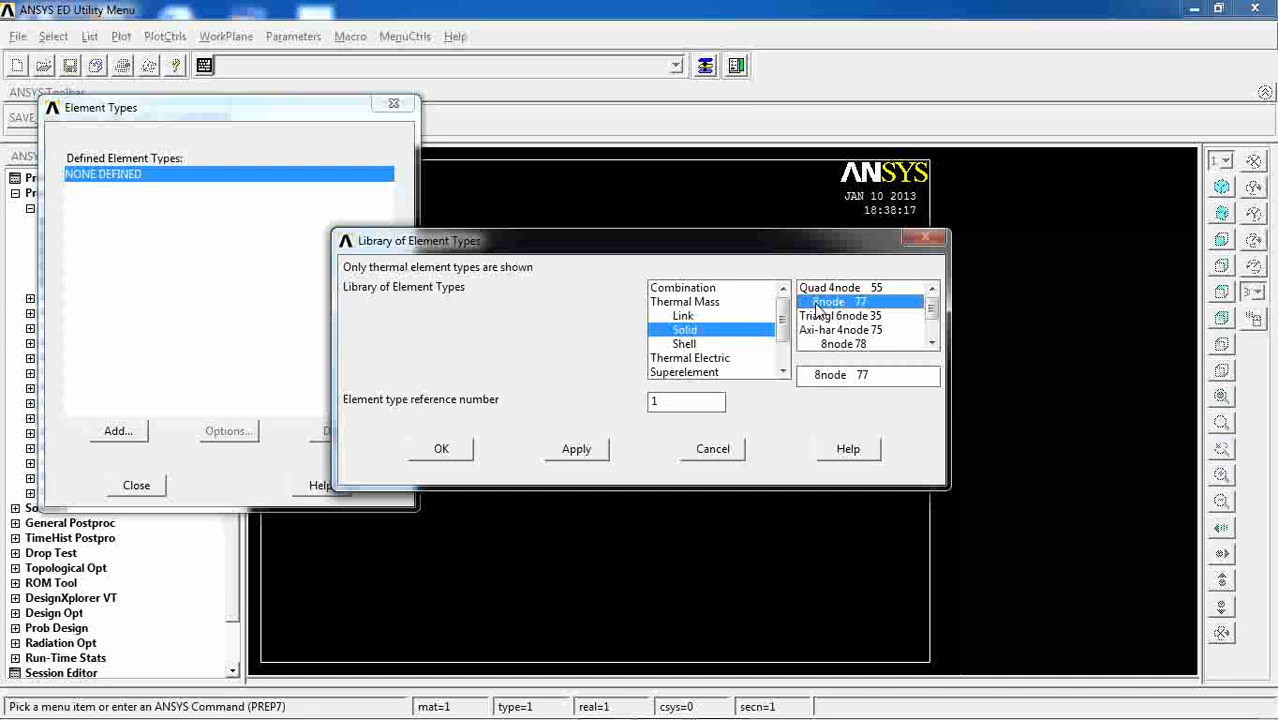 ANSYS ED Utility Menu
File Select List Plot PlotCtrls WorkPlane Parameters Macro MenuCtrls Help
ANSYS Toolbar
SAVE
Element Types
Defined Element Types:
NONE DEFINED
Add... Options...
Close Help
ANSYS
JAN 10 2013
18:38:17
Library of Element Types
Only thermal element types are shown
Library of Element Types
Combination
Thermal Mass
Link
Solid
Shell
Thermal Electric
Superelement
Quad 4node 55
8node 77
Triangl 6node 35
Axi-har 4node 75
8node 78
8node 77
Element type reference number
1
OK Apply Cancel Help
General Postproc
TimeHist Postpro
Drop Test
Topological Opt
ROM Tool
DesignXplorer VT
Design Opt
Prob Design
Radiation Opt
Run-Time Stats
Session Editor
1
Pick a menu item or enter an ANSYS Command (PREP7) mat=1 type=1 real=1 csys=0 secn=1